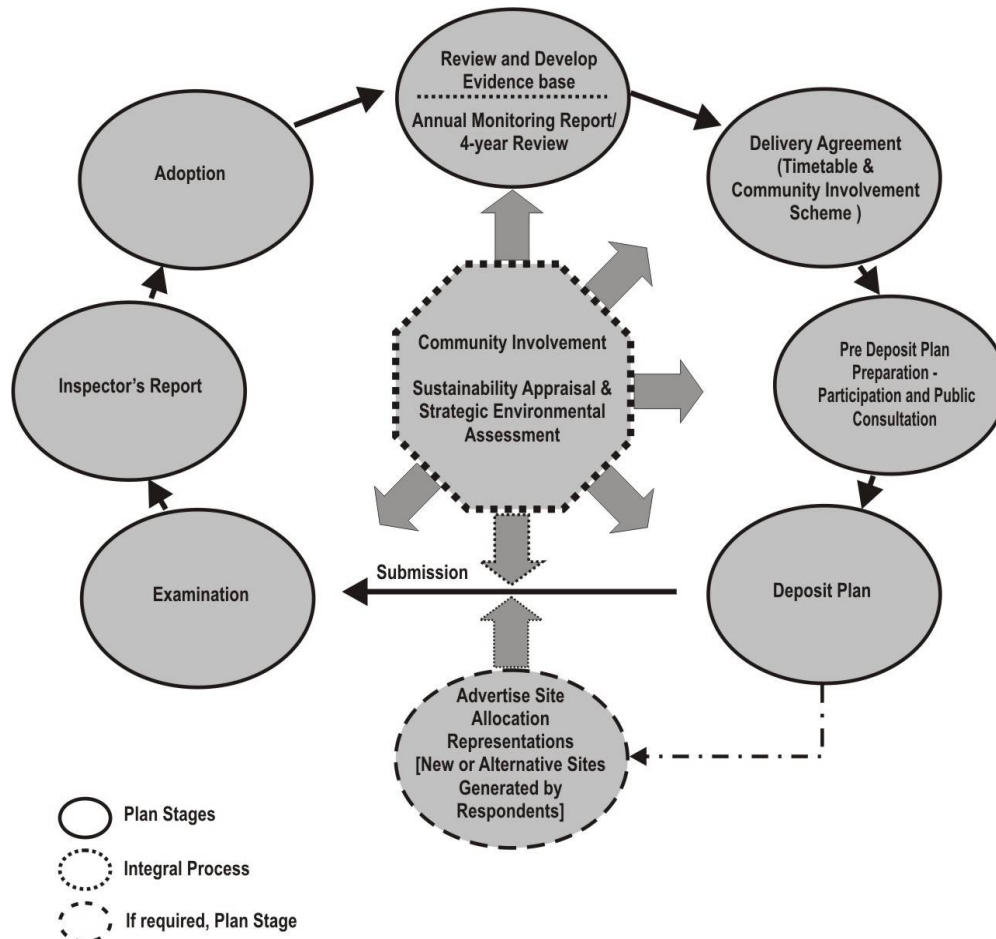 Review and Develop
Evidence base
Annual Monitoring Report/
4-year Review
Delivery Agreement
(Timetable &
Community Involvement
Scheme )
Pre Deposit Plan
Preparation -
Participation and Public
Consultation
Deposit Plan
Submission
Examination
Inspector's Report
Adoption
Community Involvement
Sustainability Appraisal &
Strategic Environmental
Assessment
Advertise Site
Allocation
Representations
[New or Alternative Sites
Generated by
Respondents]
Plan Stages
Integral Process
If required, Plan Stage